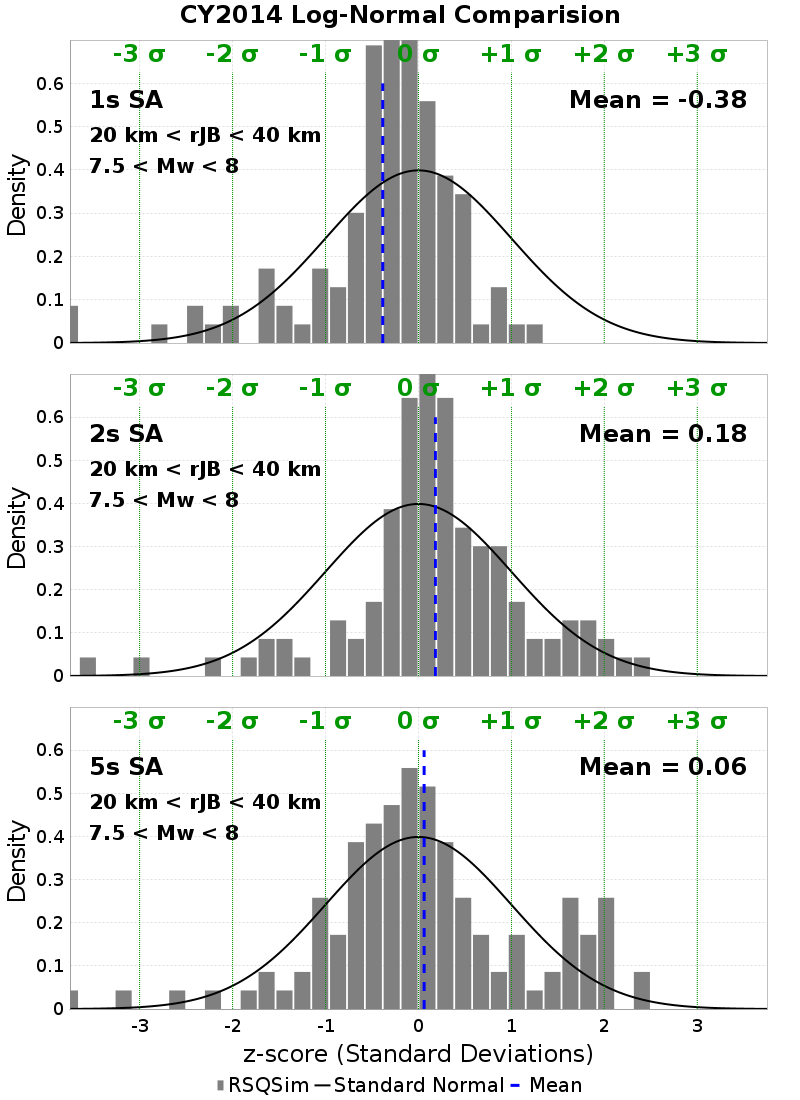 CY2014 Log-Normal Comparision
-3 σ -2 σ -1 σ 0 σ +1 σ +2 σ +3 σ
1s SA Mean = -0.38
20 km < rJB < 40 km
7.5 < Mw < 8
Density
0.6
0.5
0.4
0.3
0.2
0.1
0
-3 σ -2 σ -1 σ 0 σ +1 σ +2 σ +3 σ
2s SA Mean = 0.18
20 km < rJB < 40 km
7.5 < Mw < 8
Density
0.6
0.5
0.4
0.3
0.2
0.1
0
-3 σ -2 σ -1 σ 0 σ +1 σ +2 σ +3 σ
5s SA Mean = 0.06
20 km < rJB < 40 km
7.5 < Mw < 8
Density
0.6
0.5
0.4
0.3
0.2
0.1
0
-3 -2 -1 0 1 2 3
z-score (Standard Deviations)
RSQSim Standard Normal Mean